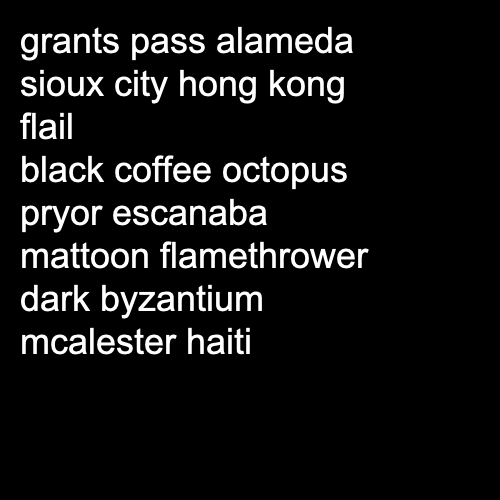 grants pass alameda
sioux city hong kong
flail
black coffee octopus
pryor escanaba
mattoon flamethrower
dark byzantium
mcalester haiti